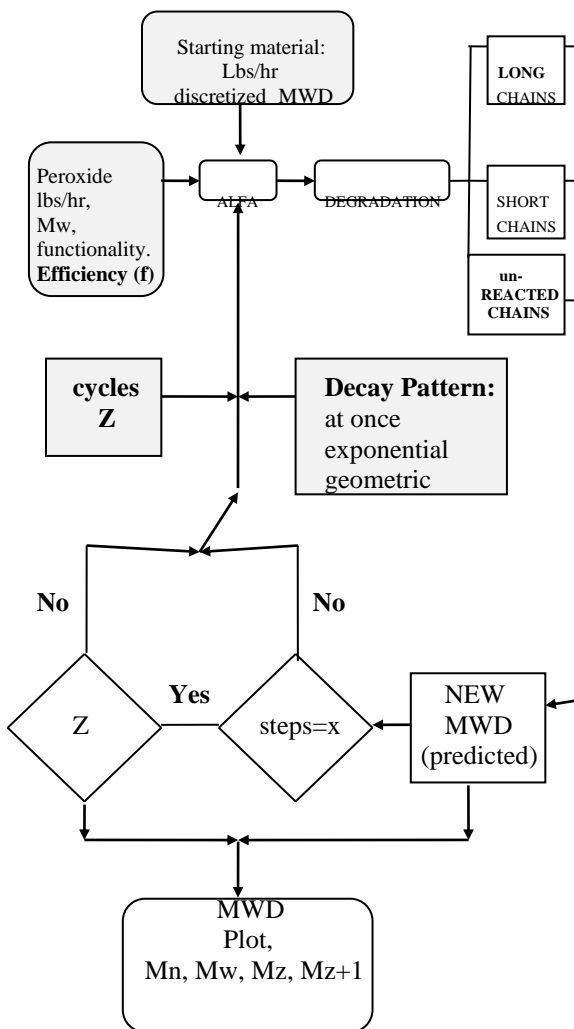 Starting material:
Lbs/hr
discretized MWD
LONG
CHAINS
Peroxide
lbs/hr,
Mw,
functionality.
Efficiency (f)
ALFA
DEGRADATION
SHORT
CHAINS
un-
REACTED
CHAINS
cycles
Z
Decay Pattern:
at once
exponential
geometric
No
No
Z
Yes
steps=x
NEW
MWD
(predicted)
MWD
Plot,
Mn, Mw, Mz, Mz+1